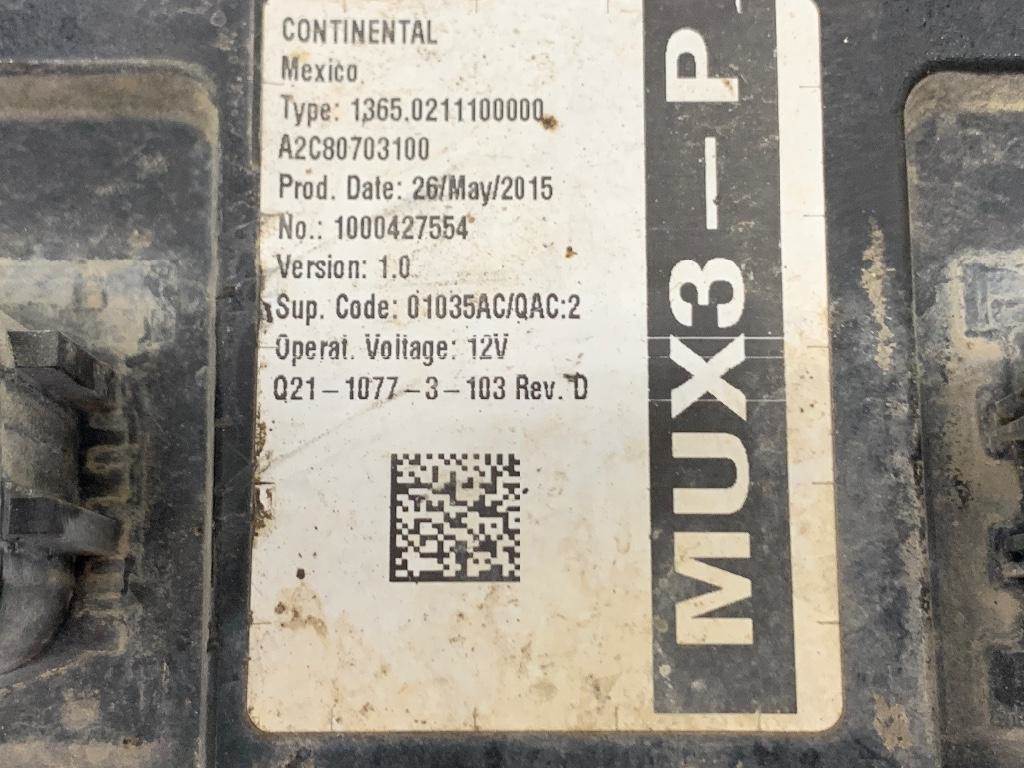 CONTINENTAL
Mexico
Type: 1365.0211100000
A2C80703100
Prod. Date: 26/May/2015
No.: 1000427554
Version: 1.0
Sup. Code: 01035AC/QAC:2
Operat. Voltage: 12V
Q21-1077-3-103 Rev. D
MUX3-P